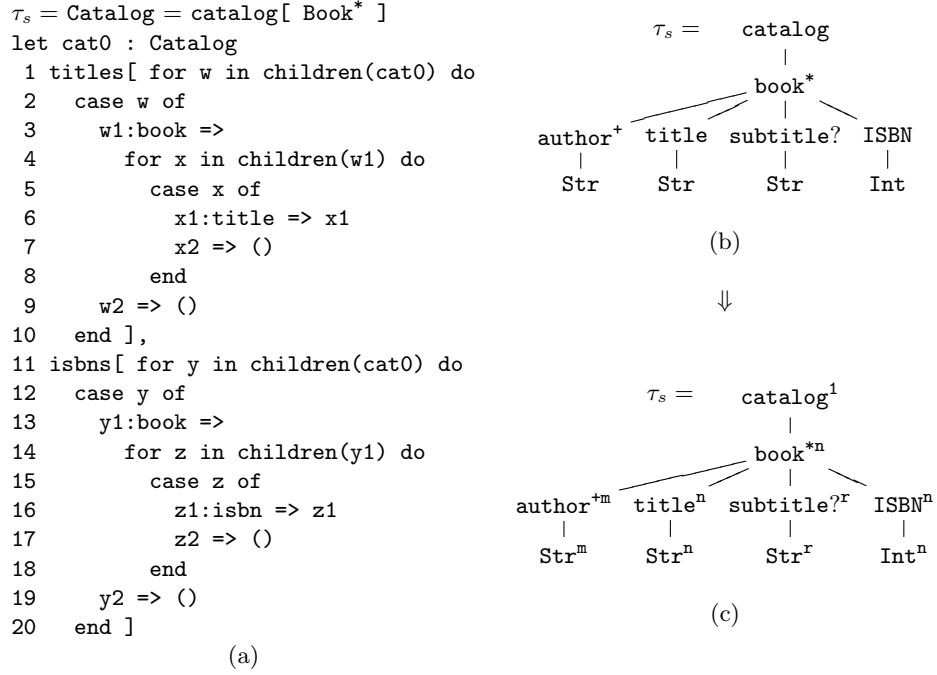 τs = Catalog = catalog[ Book* ]
let cat0 : Catalog
1 titles[ for w in children(cat0) do
2 case w of
3 w1:book =>
4 for x in children(w1) do
5 case x of
6 x1:title => x1
7 x2 => ()
8 end
9 w2 => ()
10 end ],
11 isbns[ for y in children(cat0) do
12 case y of
13 y1:book =>
14 for z in children(y1) do
15 case z of
16 z1:isbn => z1
17 z2 => ()
18 end
19 y2 => ()
20 end ]
(a)
τs = catalog
book*
author+ title subtitle? ISBN
Str Str Str Int
(b)
⇓
τs = catalog1
book*n
author+m titlen subtitle?r ISBNn
Strm Strn Strr Intn
(c)